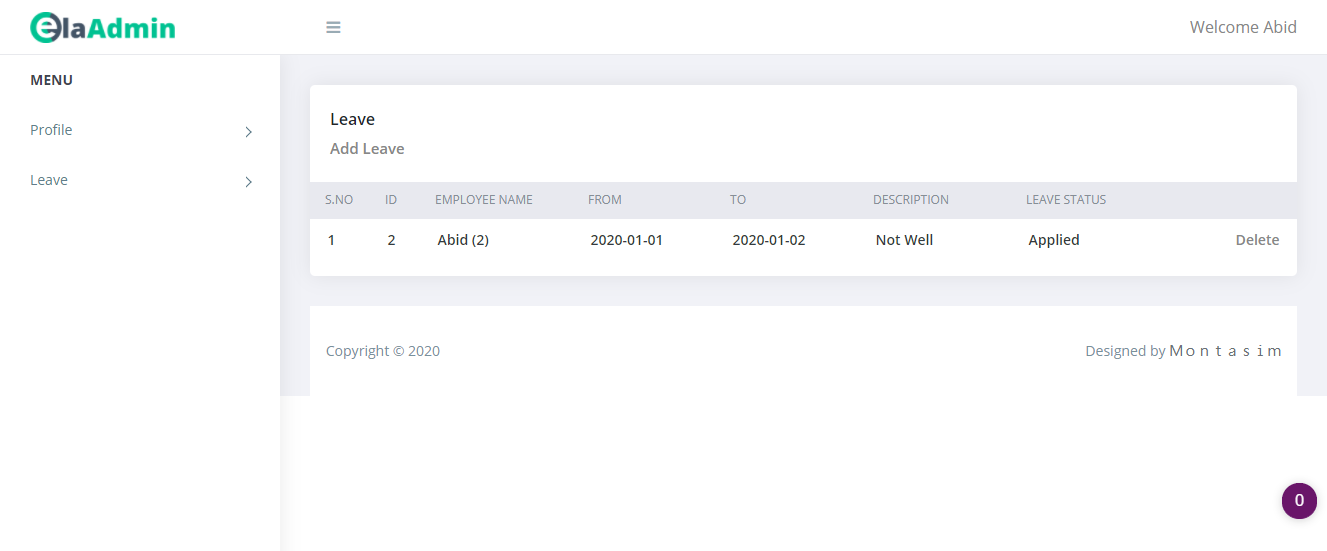 elaAdmin
Welcome Abid
MENU
Profile
Leave
Leave
Add Leave
S.NO ID EMPLOYEE NAME FROM TO DESCRIPTION LEAVE STATUS
1 2 Abid (2) 2020-01-01 2020-01-02 Not Well Applied Delete
Copyright © 2020
Designed by Montasim
0